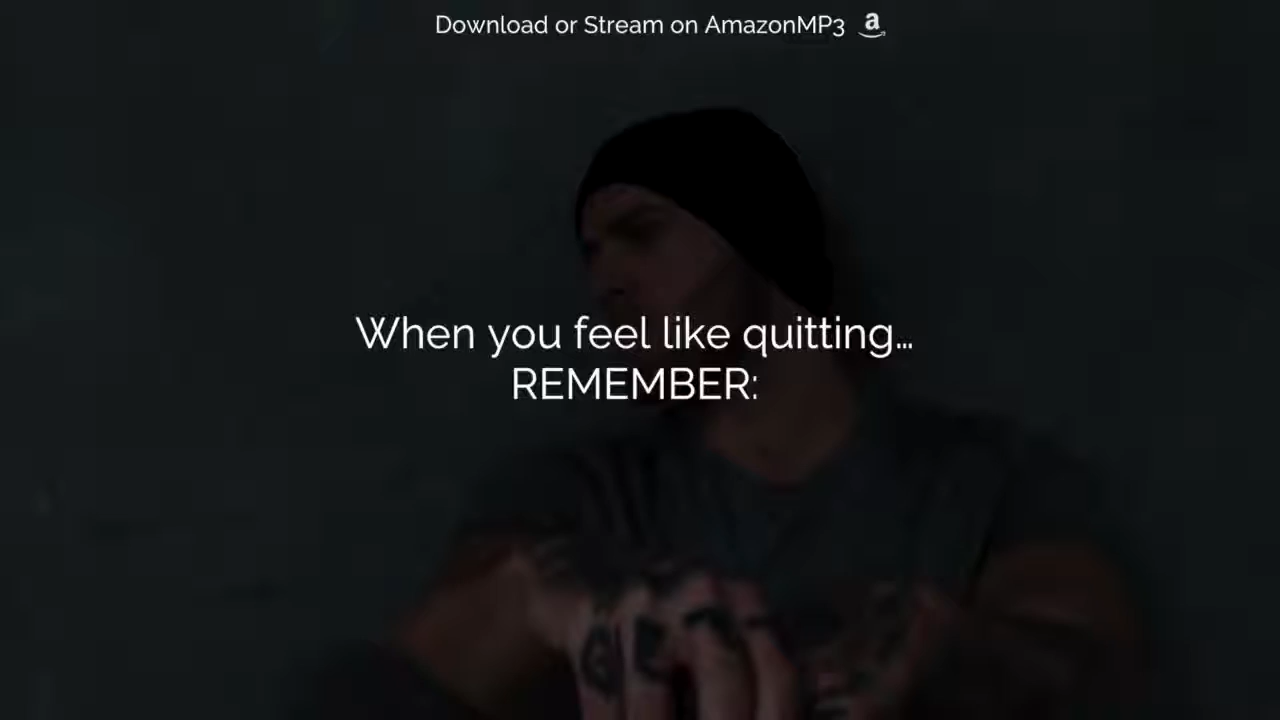 Download or Stream on AmazonMP3 a
When you feel like quitting…
REMEMBER: